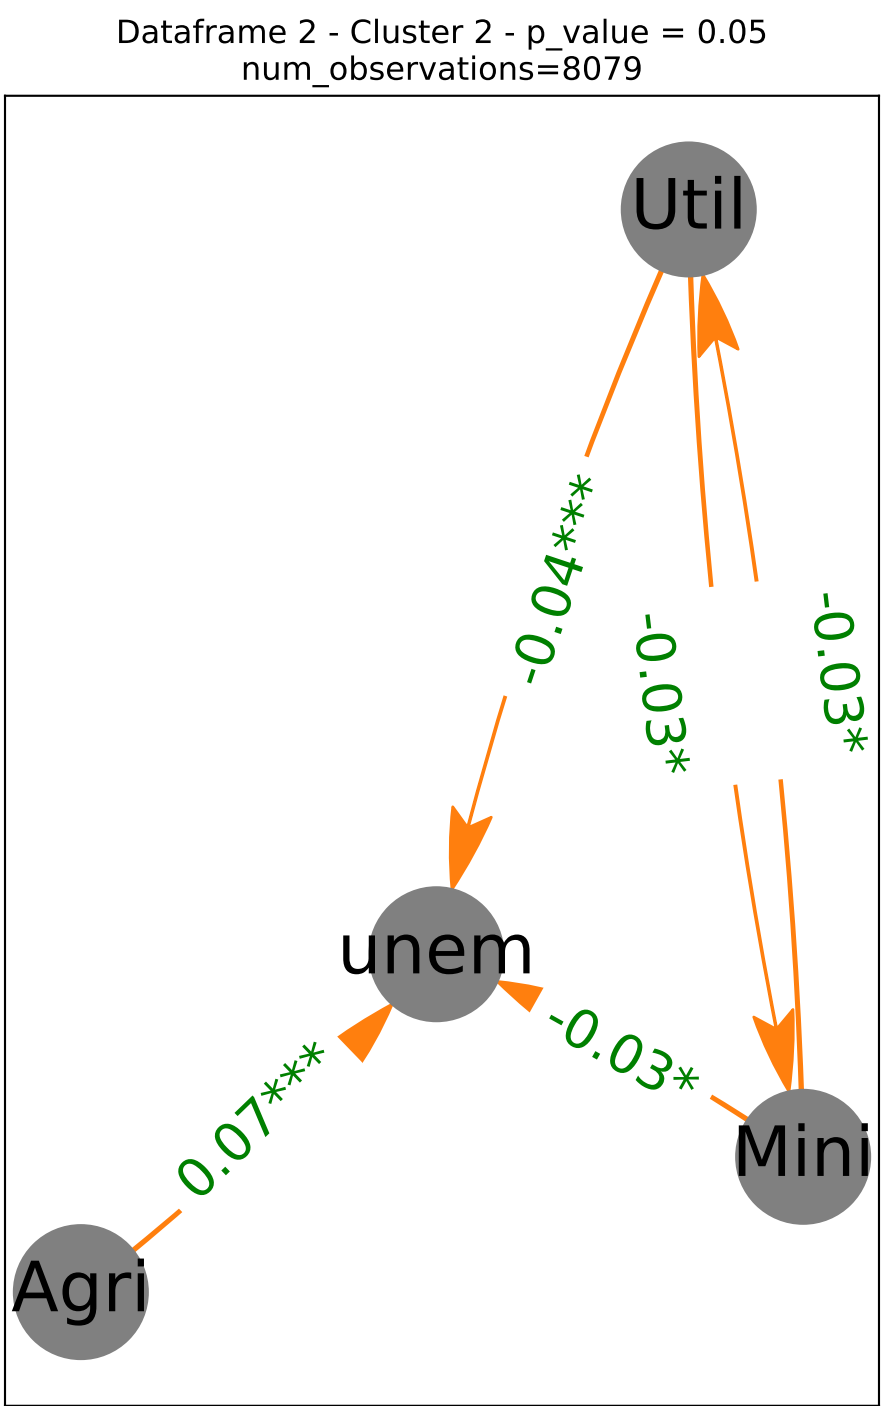 Dataframe 2 - Cluster 2 - p_value = 0.05
num_observations=8079
Util
-0.04***
-0.03*
-0.03*
unem
-0.03*
0.07***
Mini
Agri